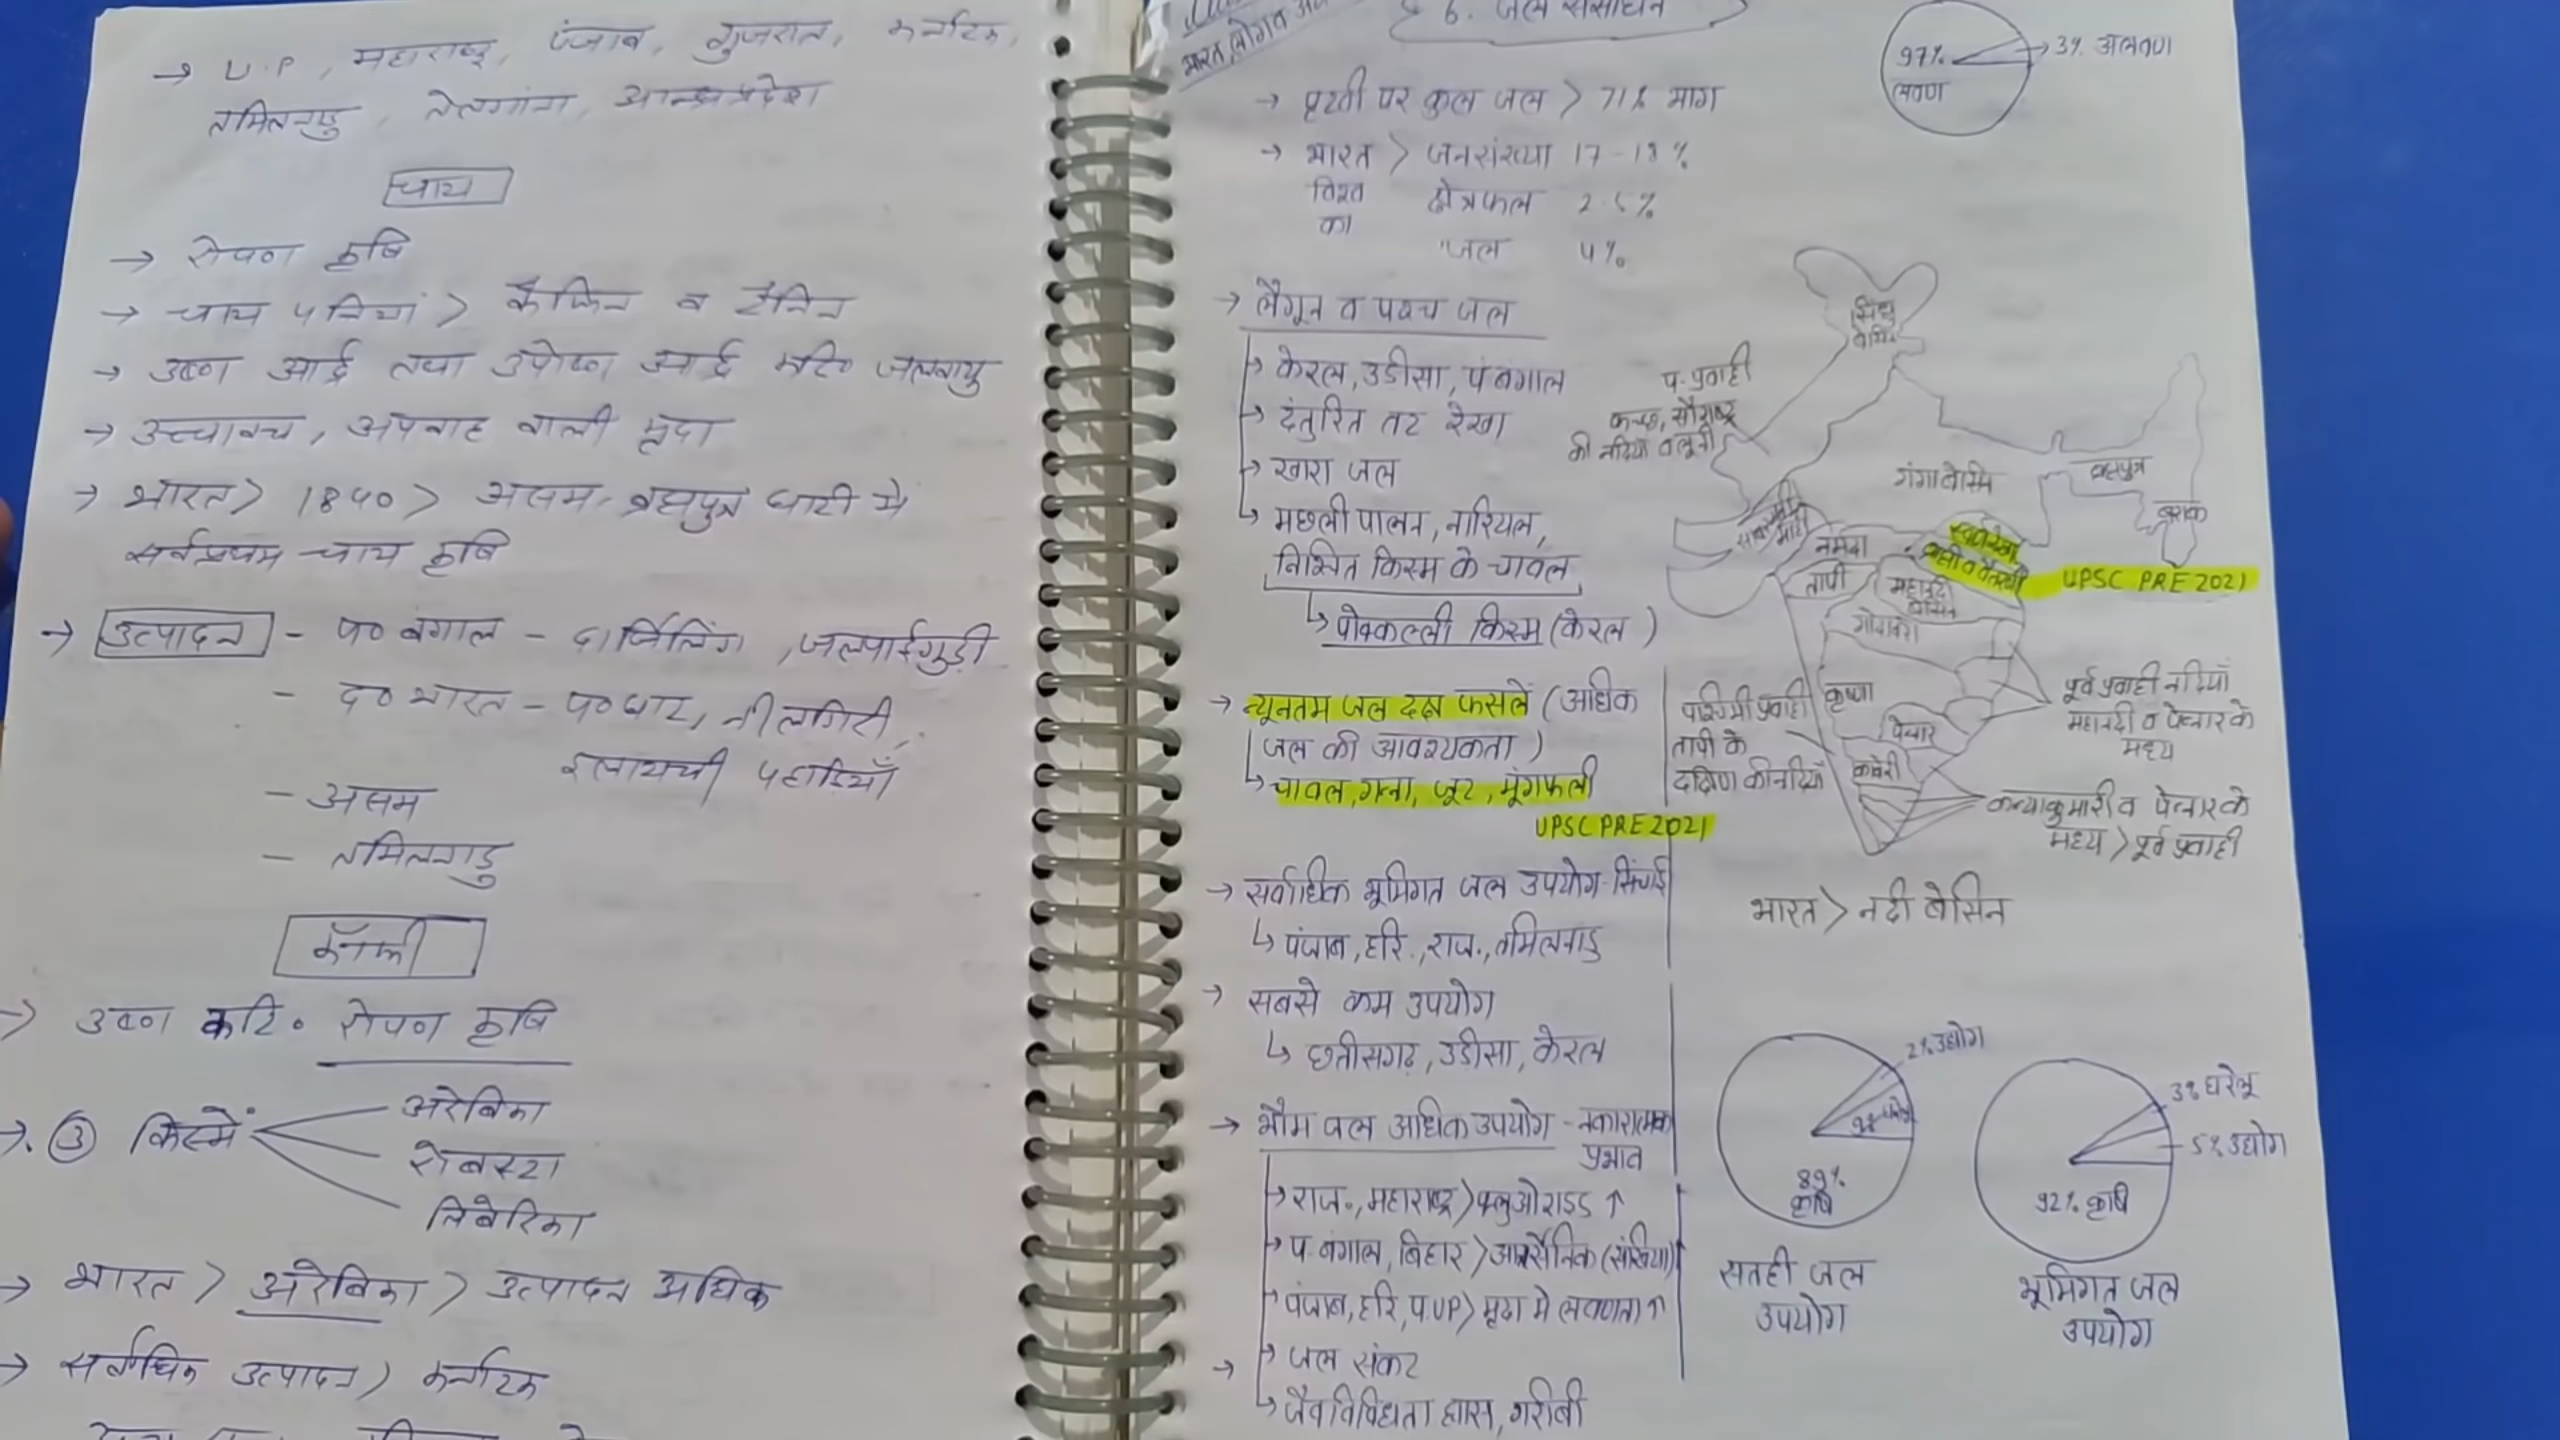 → U.P, महाराष्ट्र, पंजाब, गुजरात, कर्नाटक,
तमिलनाडु, तेलंगाना, आन्ध्रप्रदेश
चाय
→ रोपण कृषि
→ चाय पत्तियां > कैफिन व टैनिन
→ उष्ण आर्द्र तथा उपोष्ण आर्द्र कटि० जलवायु
→ उच्चावच, अपवाह वाली मृदा
→ भारत > 1840 > असम, ब्रह्मपुत्र घाटी मे
सर्वप्रथम चाय कृषि
→ उत्पादन - प० बंगाल - दार्जिलिंग, जलपाईगुड़ी
- द० भारत - प० घाट, नीलगिरी,
इलायची पहाडियाँ
- असम
- तमिलनाडु
कॉफी
→ उष्ण कटि० रोपण कृषि
→ ③ किस्में
अरेबिका
रोबस्टा
लिबेरिका
→ भारत > अरेबिका > उत्पादन अधिक
→ सर्वाधिक उत्पादन > कर्नाटक
6. जल संसाधन
→ पृथ्वी पर कुल जल > 71% भाग
→ भारत > जनसंख्या 17-18%
विश्व का
क्षेत्रफल 2.5%
जल 4%
97% लवण
3% अलवण
→ लैगून व पश्च जल
→ केरल, उडीसा, प बंगाल
→ दंतुरित तट रेखा
→ खारा जल
↳ मछली पालन, नारियल,
निश्चित किस्म के चावल
↳ पोक्कल्ली किस्म (केरल)
→ न्यूनतम जल दक्ष फसलें (अधिक
जल की आवश्यकता)
↳ चावल, गन्ना, जूट, मूंगफली
UPSC PRE 2021
→ सर्वाधिक भूमिगत जल उपयोग - सिंचाई
↳ पंजाब, हरि., राज., तमिलनाडु
→ सबसे कम उपयोग
↳ छतीसगढ़, उडीसा, केरल
→ भौम जल अधिक उपयोग - नकारात्मक
प्रभाव
→ राज०, महाराष्ट्र > फ्लुओराइड ↑
→ प. बंगाल, बिहार > आर्सेनिक (संखिया)
→ पंजाब, हरि, प. UP > मृदा मे लवणता ↑
→ जल संकट
↳ जैवविविधता ह्रास, गरीबी
सिंधु
बेसिन
प. प्रवाही
कच्छ, सौराष्ट्र
की नदियां व लूनी
गंगा बेसिन
ब्रह्मपुत्र
बराक
नर्मदा
UPSC PRE 2021
तापी
महानदी
बेसिन
गोदावरी
कृष्णा
पेन्नार
कावेरी
पश्चिमी प्रवाही
तापी के
दक्षिण की नदियाँ
पूर्व प्रवाही नदियाँ
महानदी व पेन्नार के
मध्य
कन्याकुमारी व पेन्नार के
मध्य > पूर्व प्रवाही
भारत > नदी बेसिन
2% उद्योग
9% घरेलू
89%
कृषि
सतही जल
उपयोग
3% घरेलू
5% उद्योग
92% कृषि
भूमिगत जल
उपयोग